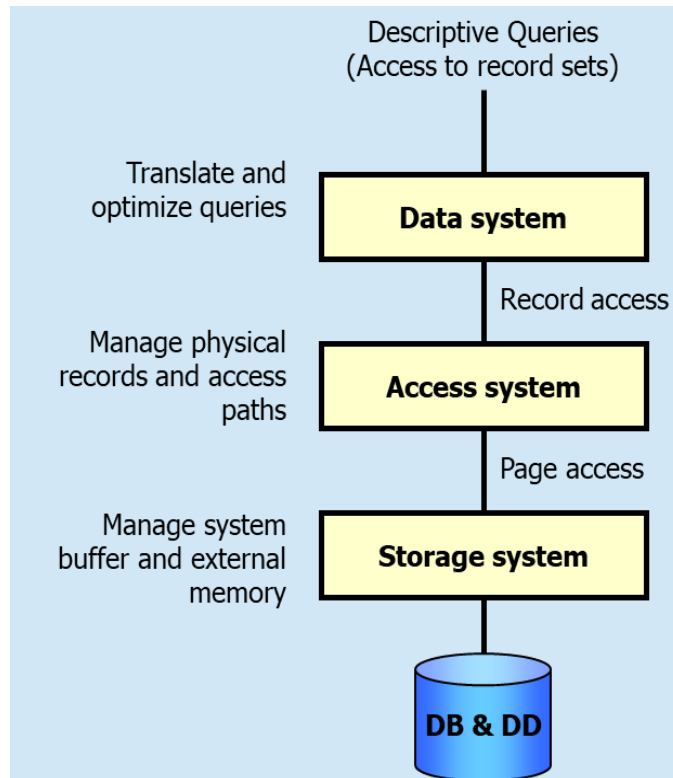 Descriptive Queries
(Access to record sets)
Translate and
optimize queries
Data system
Record access
Manage physical
records and access
paths
Access system
Page access
Manage system
buffer and external
memory
Storage system
DB & DD